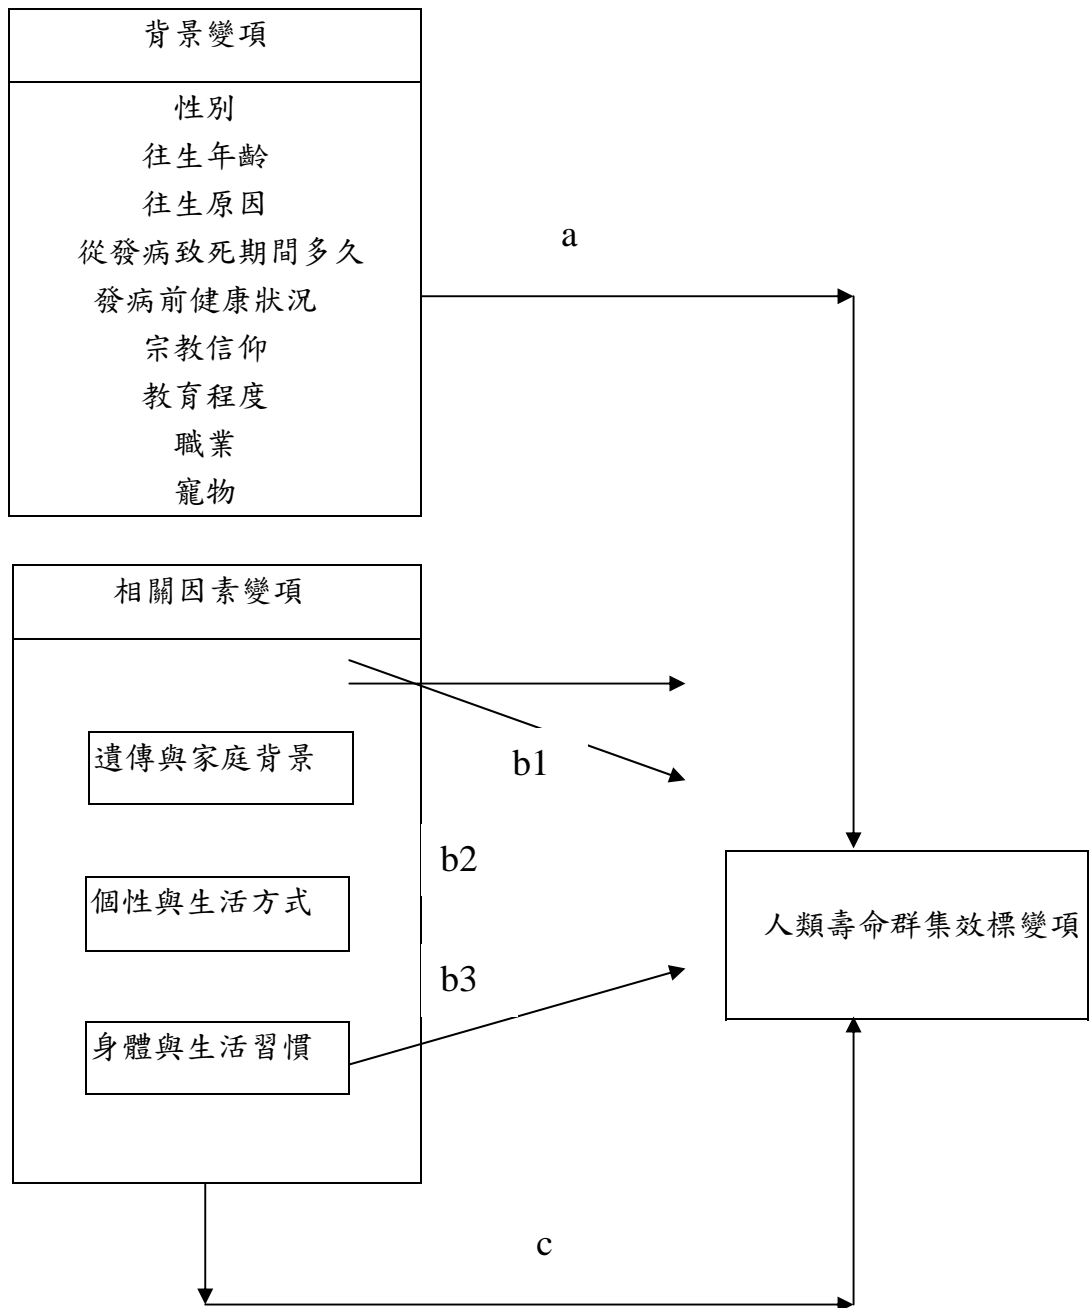 背景變項
性別
往生年齡
往生原因
從發病致死期間多久
發病前健康狀況
宗教信仰
教育程度
職業
寵物
a
相關因素變項
遺傳與家庭背景
b1
b2
個性與生活方式
人類壽命群集效標變項
b3
身體與生活習慣
c